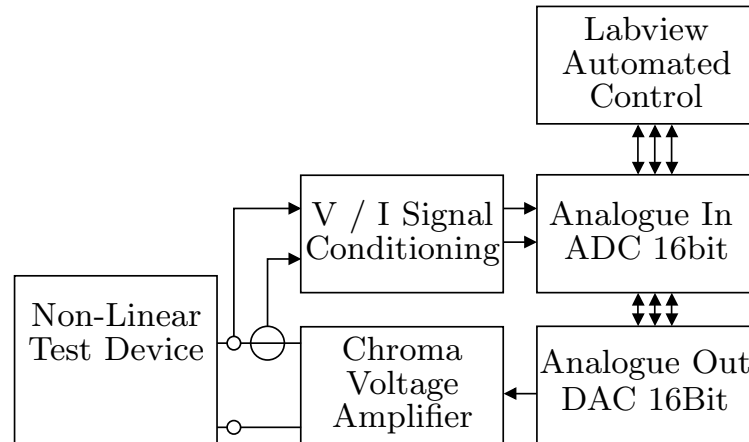 Labview
Automated
Control
V / I Signal
Conditioning
Analogue In
ADC 16bit
Non-Linear
Test Device
Chroma
Voltage
Amplifier
Analogue Out
DAC 16Bit